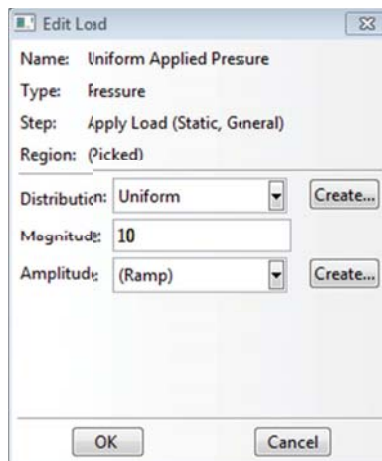 Edit Load
Name: Uniform Applied Pressure
Type: Pressure
Step: Apply Load (Static, General)
Region: (Picked)
Distribution: Uniform Create...
Magnitude: 10
Amplitude: (Ramp) Create...
OK Cancel